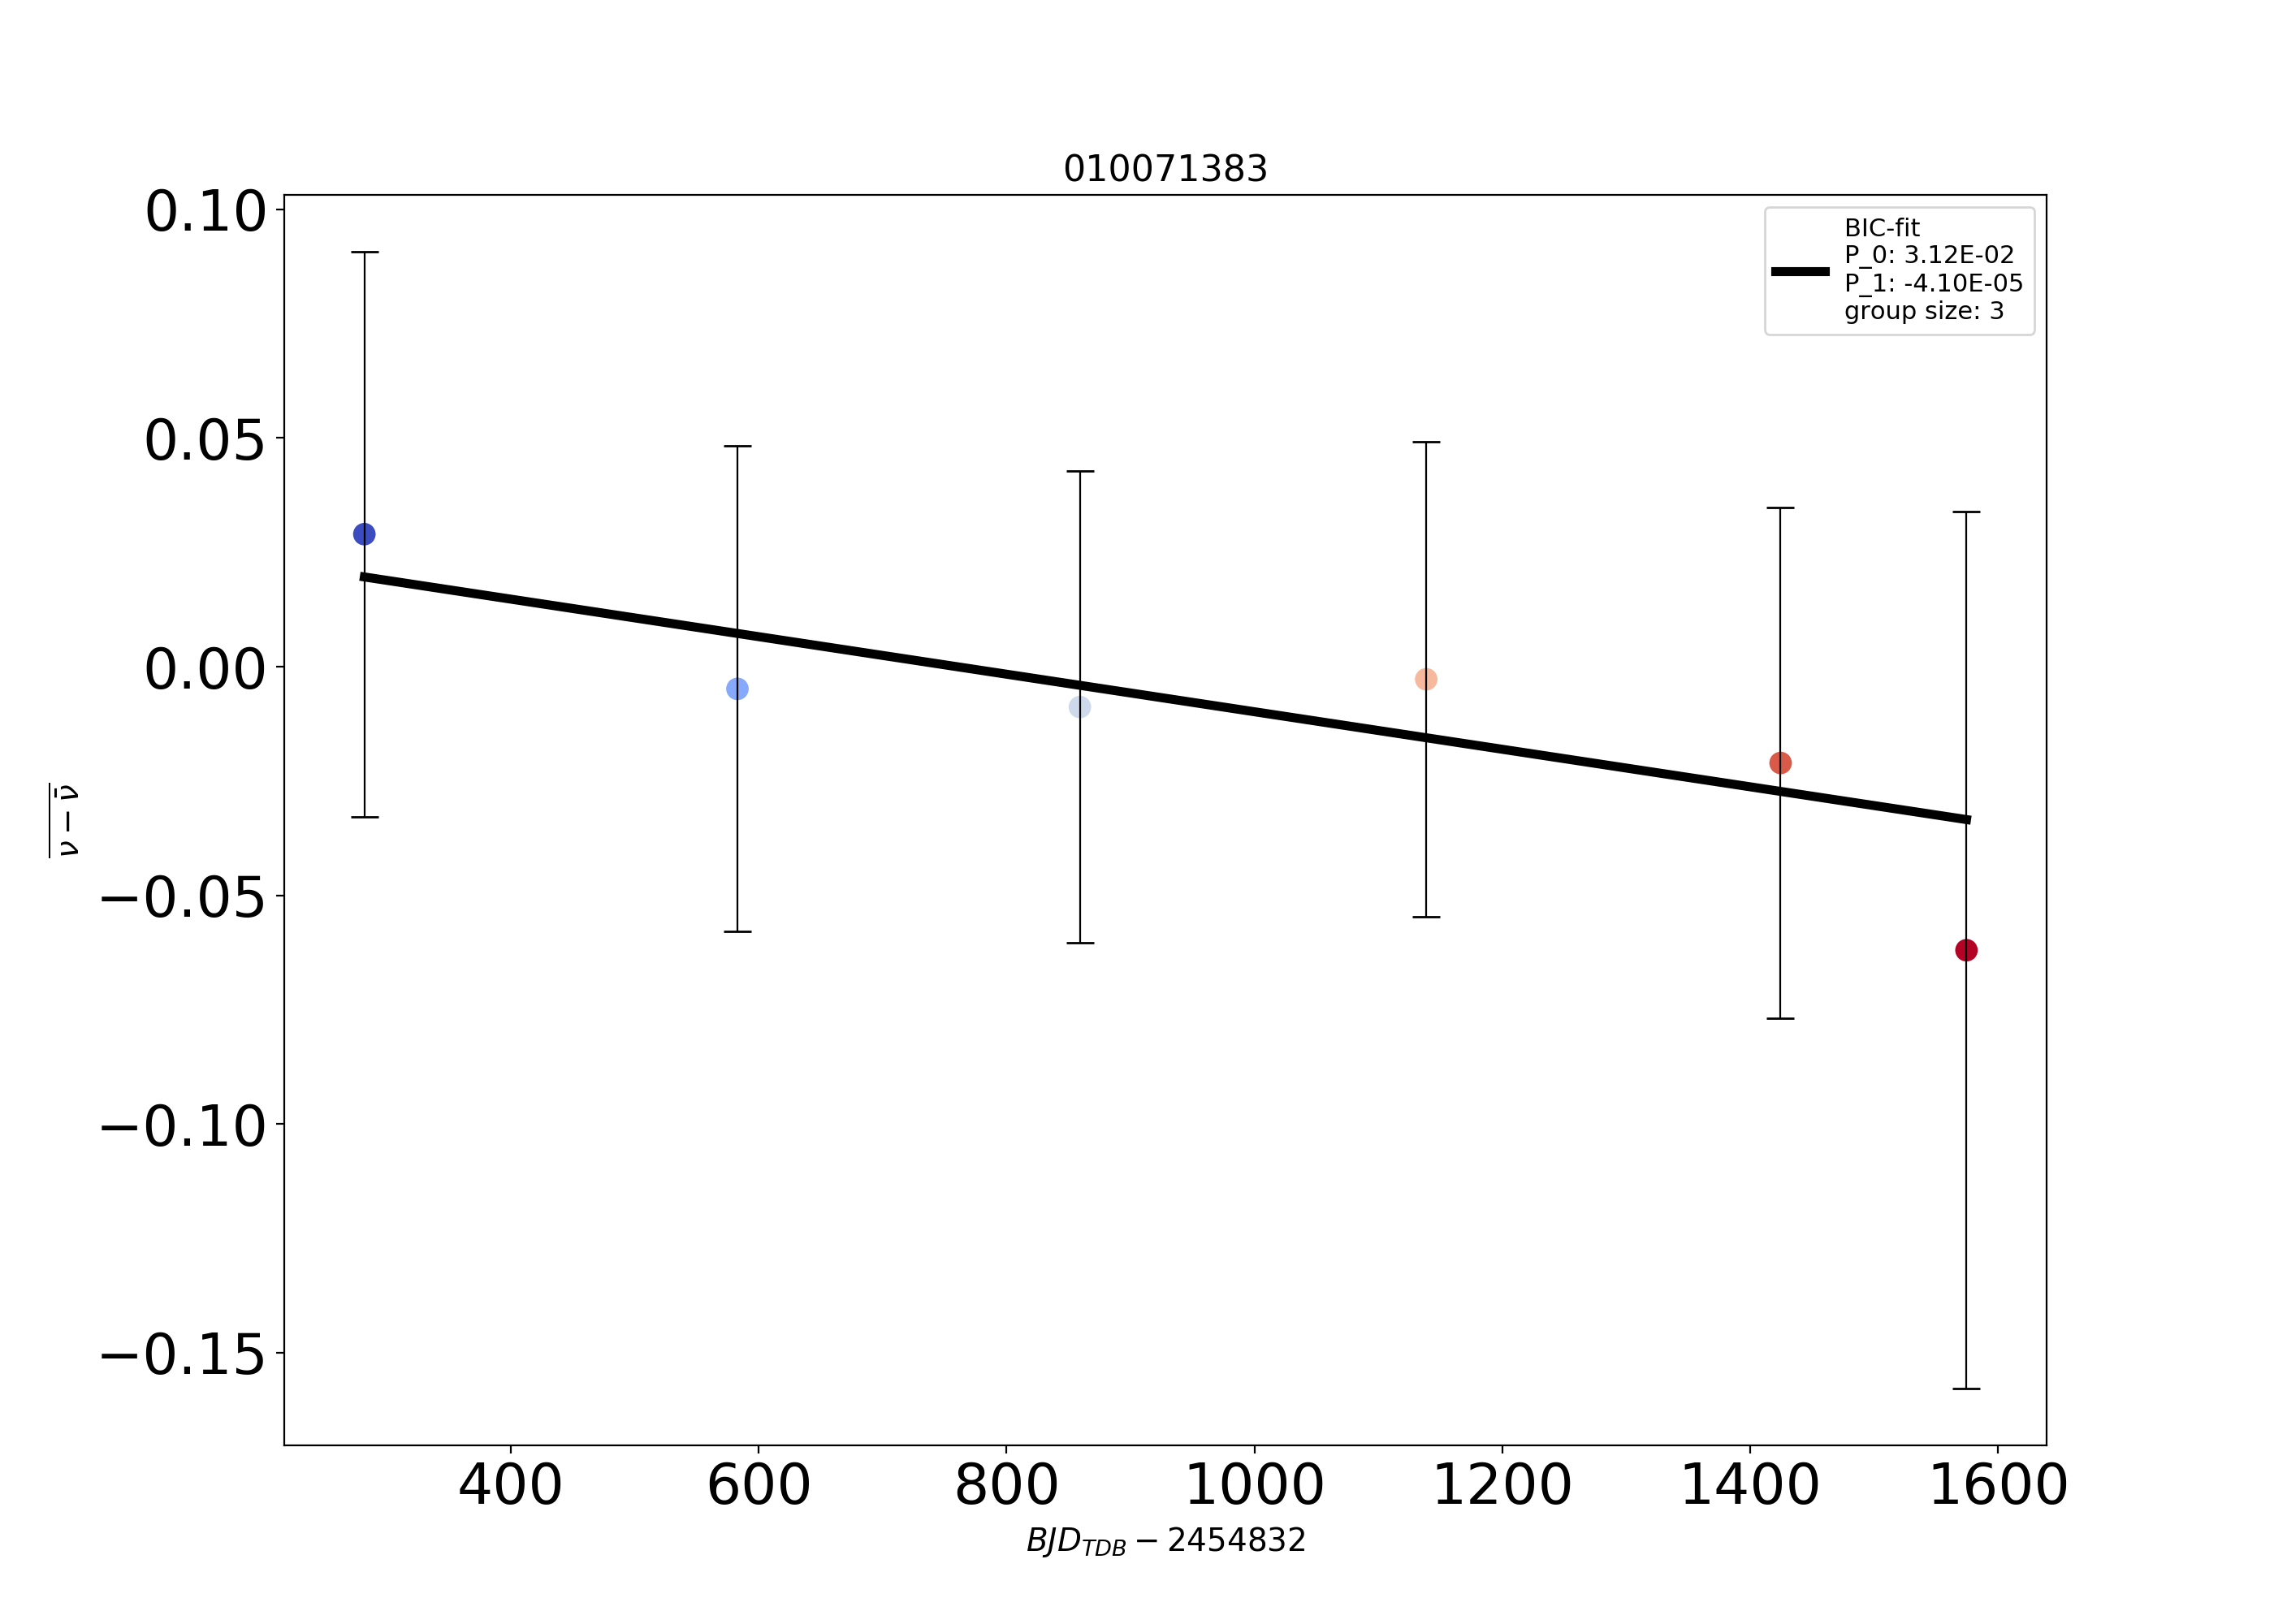 010071383
0.10
0.05
0.00
−0.05
−0.10
−0.15
BIC-fit
P_0: 3.12E-02
P_1: -4.10E-05
group size: 3
ν − ν̄
400 600 800 1000 1200 1400 1600
BJD_TDB − 2454832